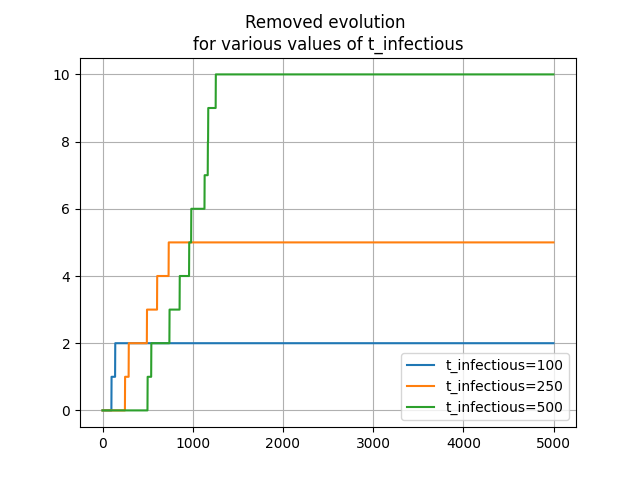 Removed evolution
for various values of t_infectious
10
8
6
4
2
0
t_infectious=100
t_infectious=250
t_infectious=500
0 1000 2000 3000 4000 5000